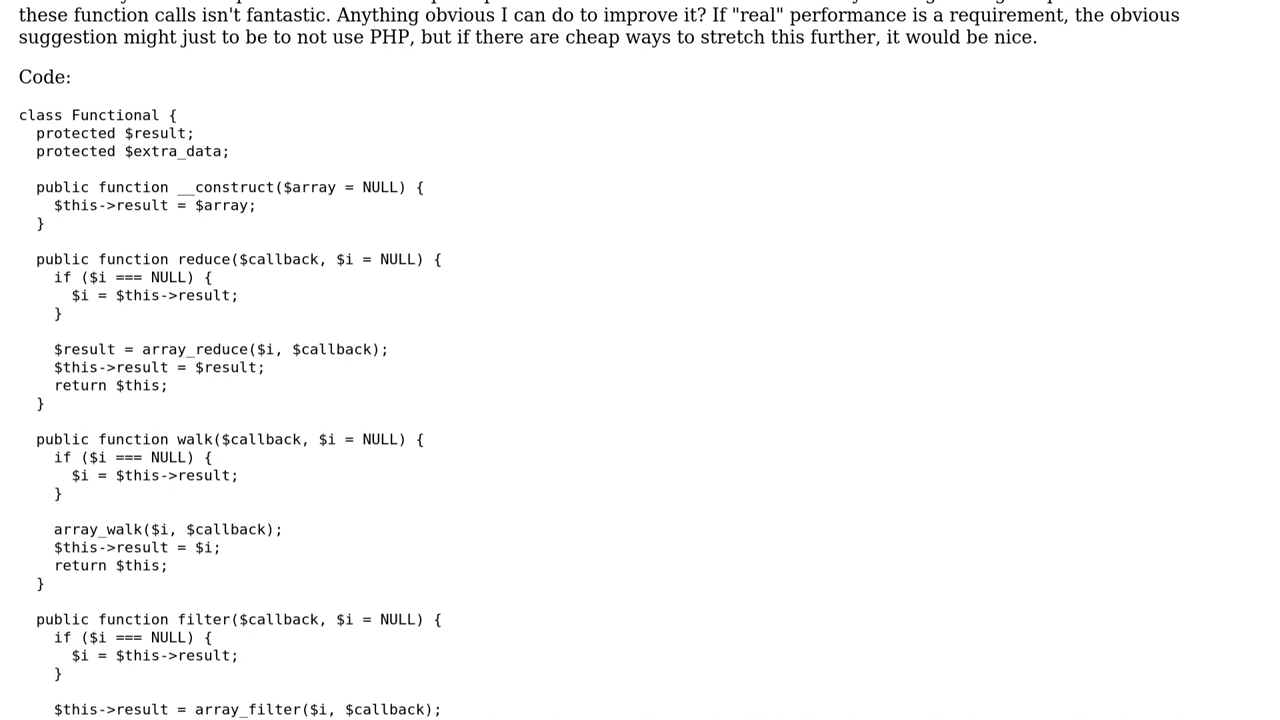 these function calls isn't fantastic. Anything obvious I can do to improve it? If "real" performance is a requirement, the obvious
suggestion might just to be to not use PHP, but if there are cheap ways to stretch this further, it would be nice.
Code:
class Functional {
  protected $result;
  protected $extra_data;

  public function __construct($array = NULL) {
    $this->result = $array;
  }

  public function reduce($callback, $i = NULL) {
    if ($i === NULL) {
      $i = $this->result;
    }

    $result = array_reduce($i, $callback);
    $this->result = $result;
    return $this;
  }

  public function walk($callback, $i = NULL) {
    if ($i === NULL) {
      $i = $this->result;
    }

    array_walk($i, $callback);
    $this->result = $i;
    return $this;
  }

  public function filter($callback, $i = NULL) {
    if ($i === NULL) {
      $i = $this->result;
    }

    $this->result = array_filter($i, $callback);